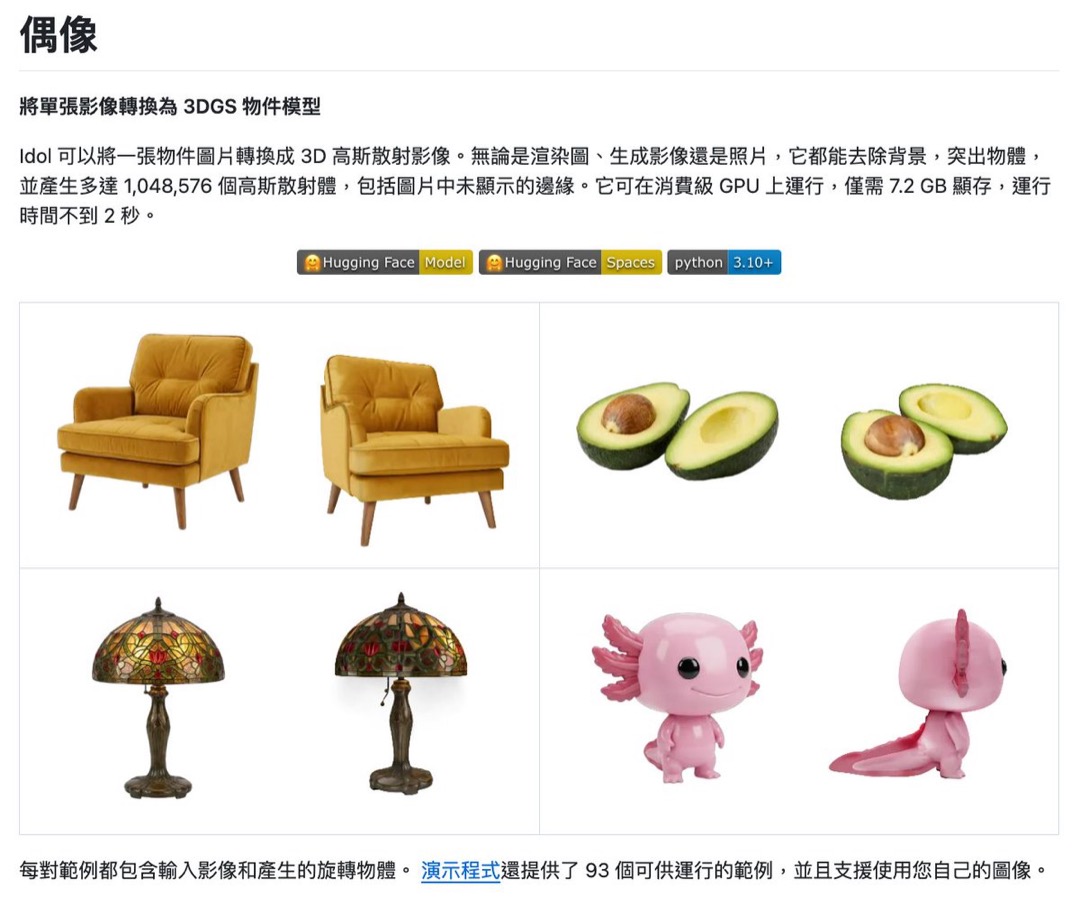 偶像
將單張影像轉換為 3DGS 物件模型
Idol 可以將一張物件圖片轉換成 3D 高斯散射影像。無論是渲染圖、生成影像還是照片，它都能去除背景，突出物體，
並產生多達 1,048,576 個高斯散射體，包括圖片中未顯示的邊緣。它可在消費級 GPU 上運行，僅需 7.2 GB 顯存，運行
時間不到 2 秒。
🤗Hugging Face Model 🤗Hugging Face Spaces python 3.10+
每對範例都包含輸入影像和產生的旋轉物體。 演示程式還提供了 93 個可供運行的範例，並且支援使用您自己的圖像。